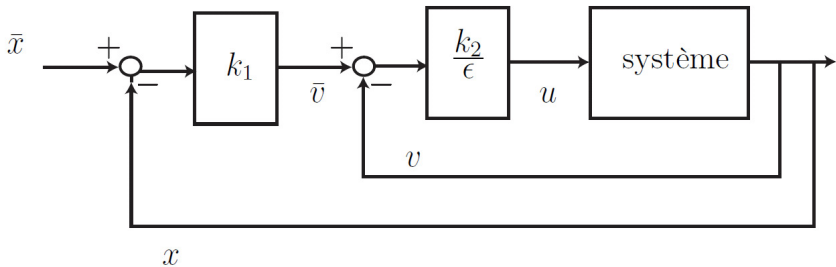 x̄
+
−
k₁
v̄
+
−
k₂/ϵ
u
système
v
x